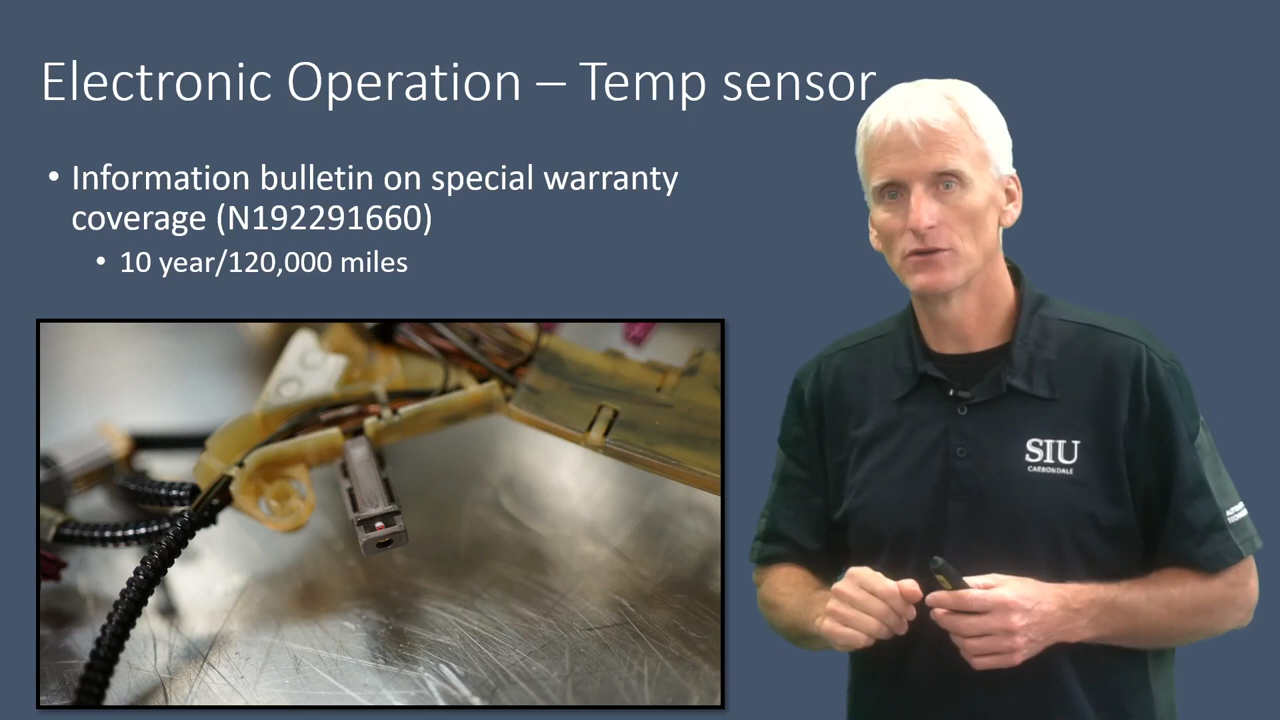 Electronic Operation – Temp sensor
• Information bulletin on special warranty
coverage (N192291660)
• 10 year/120,000 miles
SIU
CARBONDALE